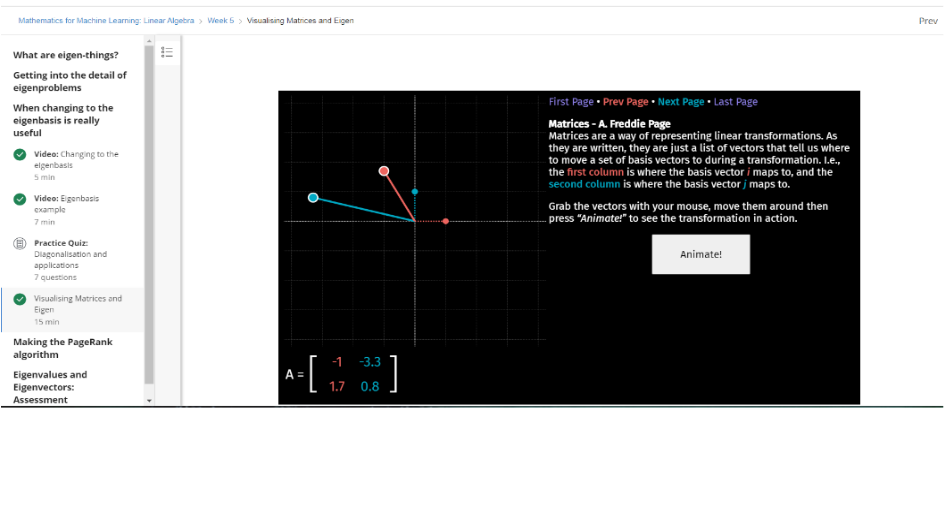 Mathematics for Machine Learning: Linear Algebra > Week 5 > Visualising Matrices and Eigen
Prev
What are eigen-things?
Getting into the detail of
eigenproblems
When changing to the
eigenbasis is really
useful
Video: Changing to the
eigenbasis
5 min
Video: Eigenbasis
example
7 min
Practice Quiz:
Diagonalisation and
applications
7 questions
Visualising Matrices and
Eigen
15 min
Making the PageRank
algorithm
Eigenvalues and
Eigenvectors:
Assessment
First Page • Prev Page • Next Page • Last Page
Matrices - A. Freddie Page
Matrices are a way of representing linear transformations. As
they are written, they are just a list of vectors that tell us where
to move a set of basis vectors to during a transformation. I.e.,
the first column is where the basis vector i maps to, and the
second column is where the basis vector j maps to.
Grab the vectors with your mouse, move them around then
press "Animate!" to see the transformation in action.
Animate!
A =
-1 -3.3
1.7 0.8